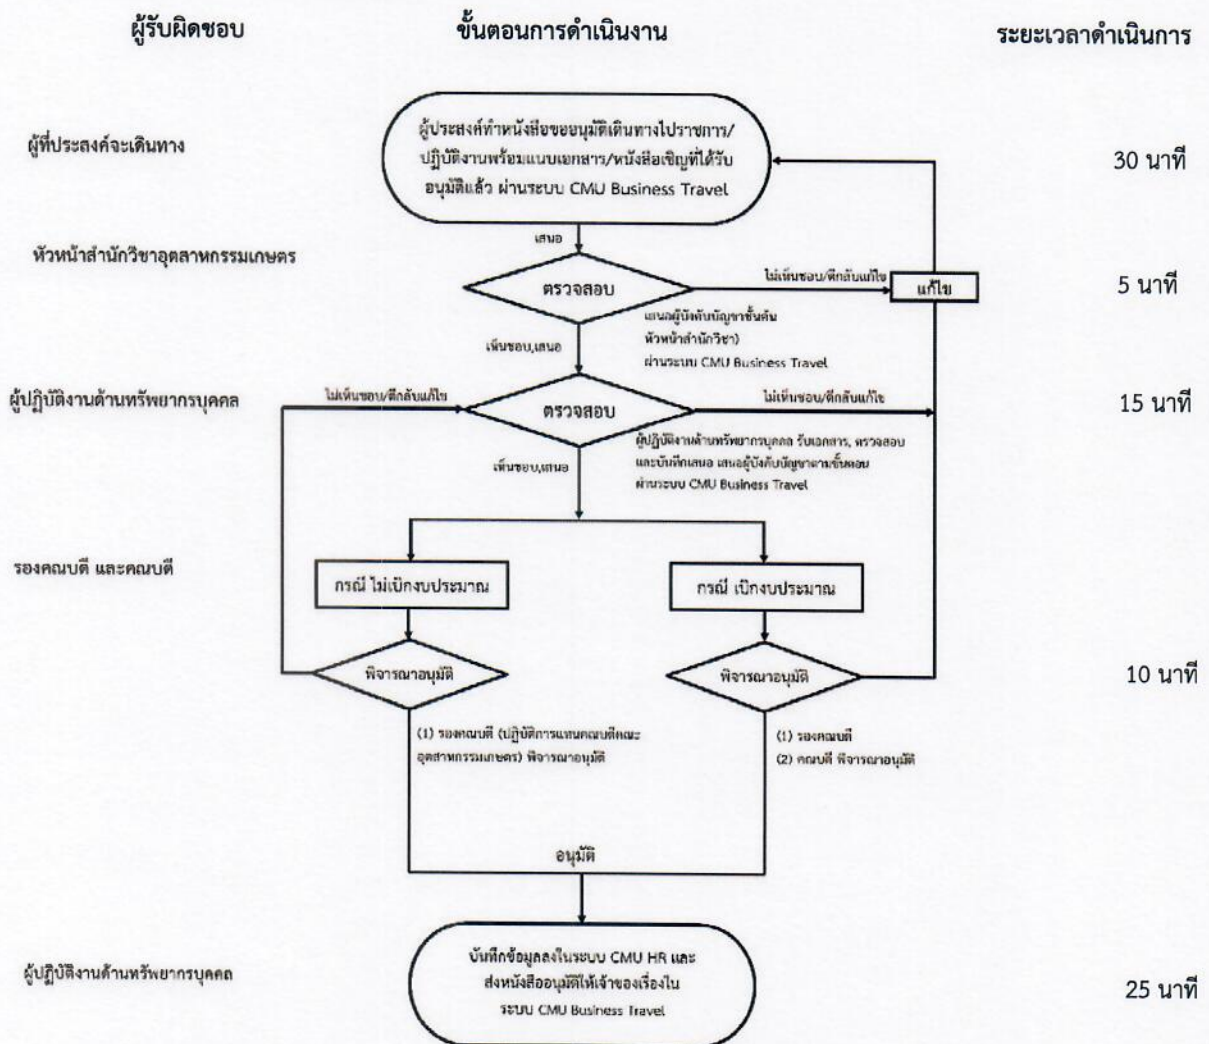 ผู้รับผิดชอบ
ขั้นตอนการดำเนินงาน
ระยะเวลาดำเนินการ
ผู้ที่ประสงค์จะเดินทาง
ผู้ประสงค์ทำหนังสือขออนุมัติเดินทางไปราชการ/
ปฏิบัติงานพร้อมแนบเอกสาร/หนังสือเชิญที่ได้รับ
อนุมัติแล้ว ผ่านระบบ CMU Business Travel
30 นาที
เสนอ
หัวหน้าสำนักวิชาอุตสาหกรรมเกษตร
ตรวจสอบ
ไม่เห็นชอบ/ตีกลับแก้ไข
แก้ไข
5 นาที
เสนอผู้บังคับบัญชาชั้นต้น
หัวหน้าสำนักวิชา)
ผ่านระบบ CMU Business Travel
เห็นชอบ,เสนอ
ผู้ปฏิบัติงานด้านทรัพยากรบุคคล
ไม่เห็นชอบ/ตีกลับแก้ไข
ตรวจสอบ
ไม่เห็นชอบ/ตีกลับแก้ไข
15 นาที
ผู้ปฏิบัติงานด้านทรัพยากรบุคคล รับเอกสาร, ตรวจสอบ
และบันทึกเสนอ เสนอผู้บังคับบัญชาตามขั้นตอน
ผ่านระบบ CMU Business Travel
เห็นชอบ,เสนอ
รองคณบดี และคณบดี
กรณี ไม่เบิกงบประมาณ
กรณี เบิกงบประมาณ
พิจารณาอนุมัติ
พิจารณาอนุมัติ
10 นาที
(1) รองคณบดี (ปฏิบัติการแทนคณบดีคณะ
อุตสาหกรรมเกษตร) พิจารณาอนุมัติ
(1) รองคณบดี
(2) คณบดี พิจารณาอนุมัติ
อนุมัติ
ผู้ปฏิบัติงานด้านทรัพยากรบุคคล
บันทึกข้อมูลลงในระบบ CMU HR และ
ส่งหนังสืออนุมัติให้เจ้าของเรื่องใน
ระบบ CMU Business Travel
25 นาที